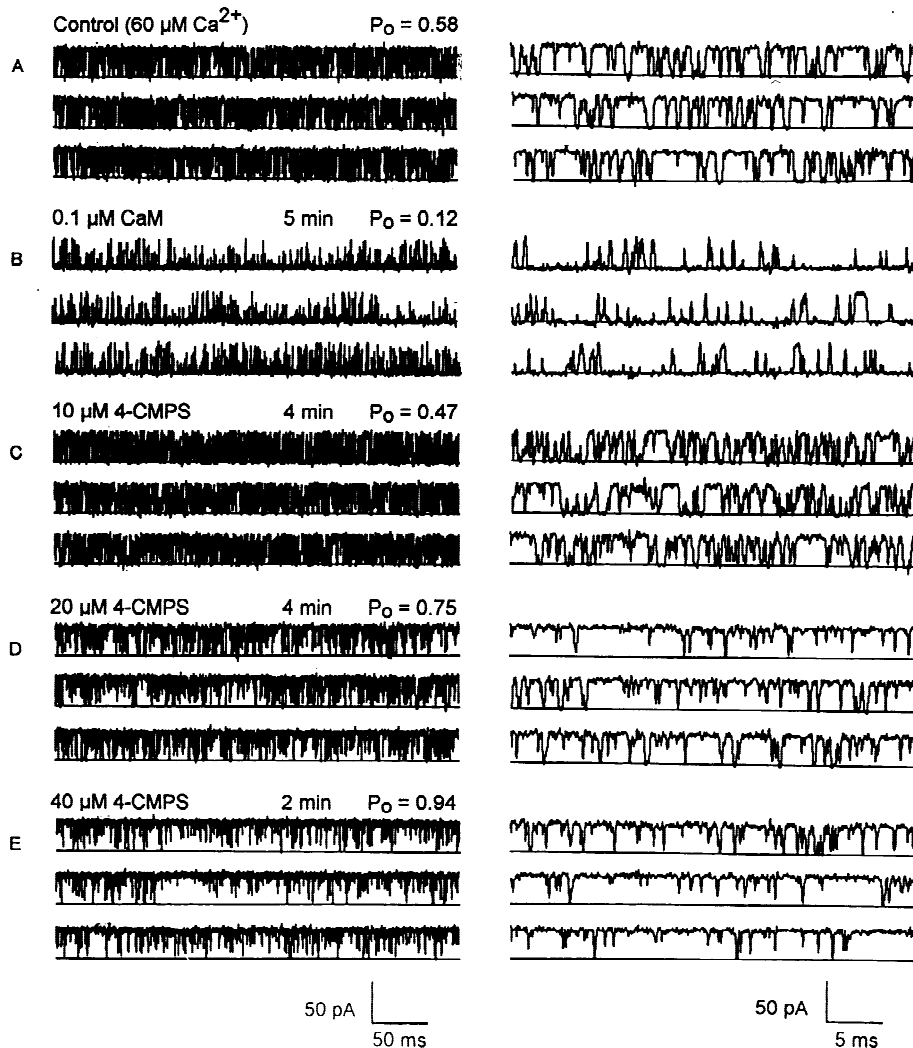 Control (60 µM Ca2+) Po = 0.58
A
0.1 µM CaM 5 min Po = 0.12
B
10 µM 4-CMPS 4 min Po = 0.47
C
20 µM 4-CMPS 4 min Po = 0.75
D
40 µM 4-CMPS 2 min Po = 0.94
E
50 pA
50 ms
50 pA
5 ms